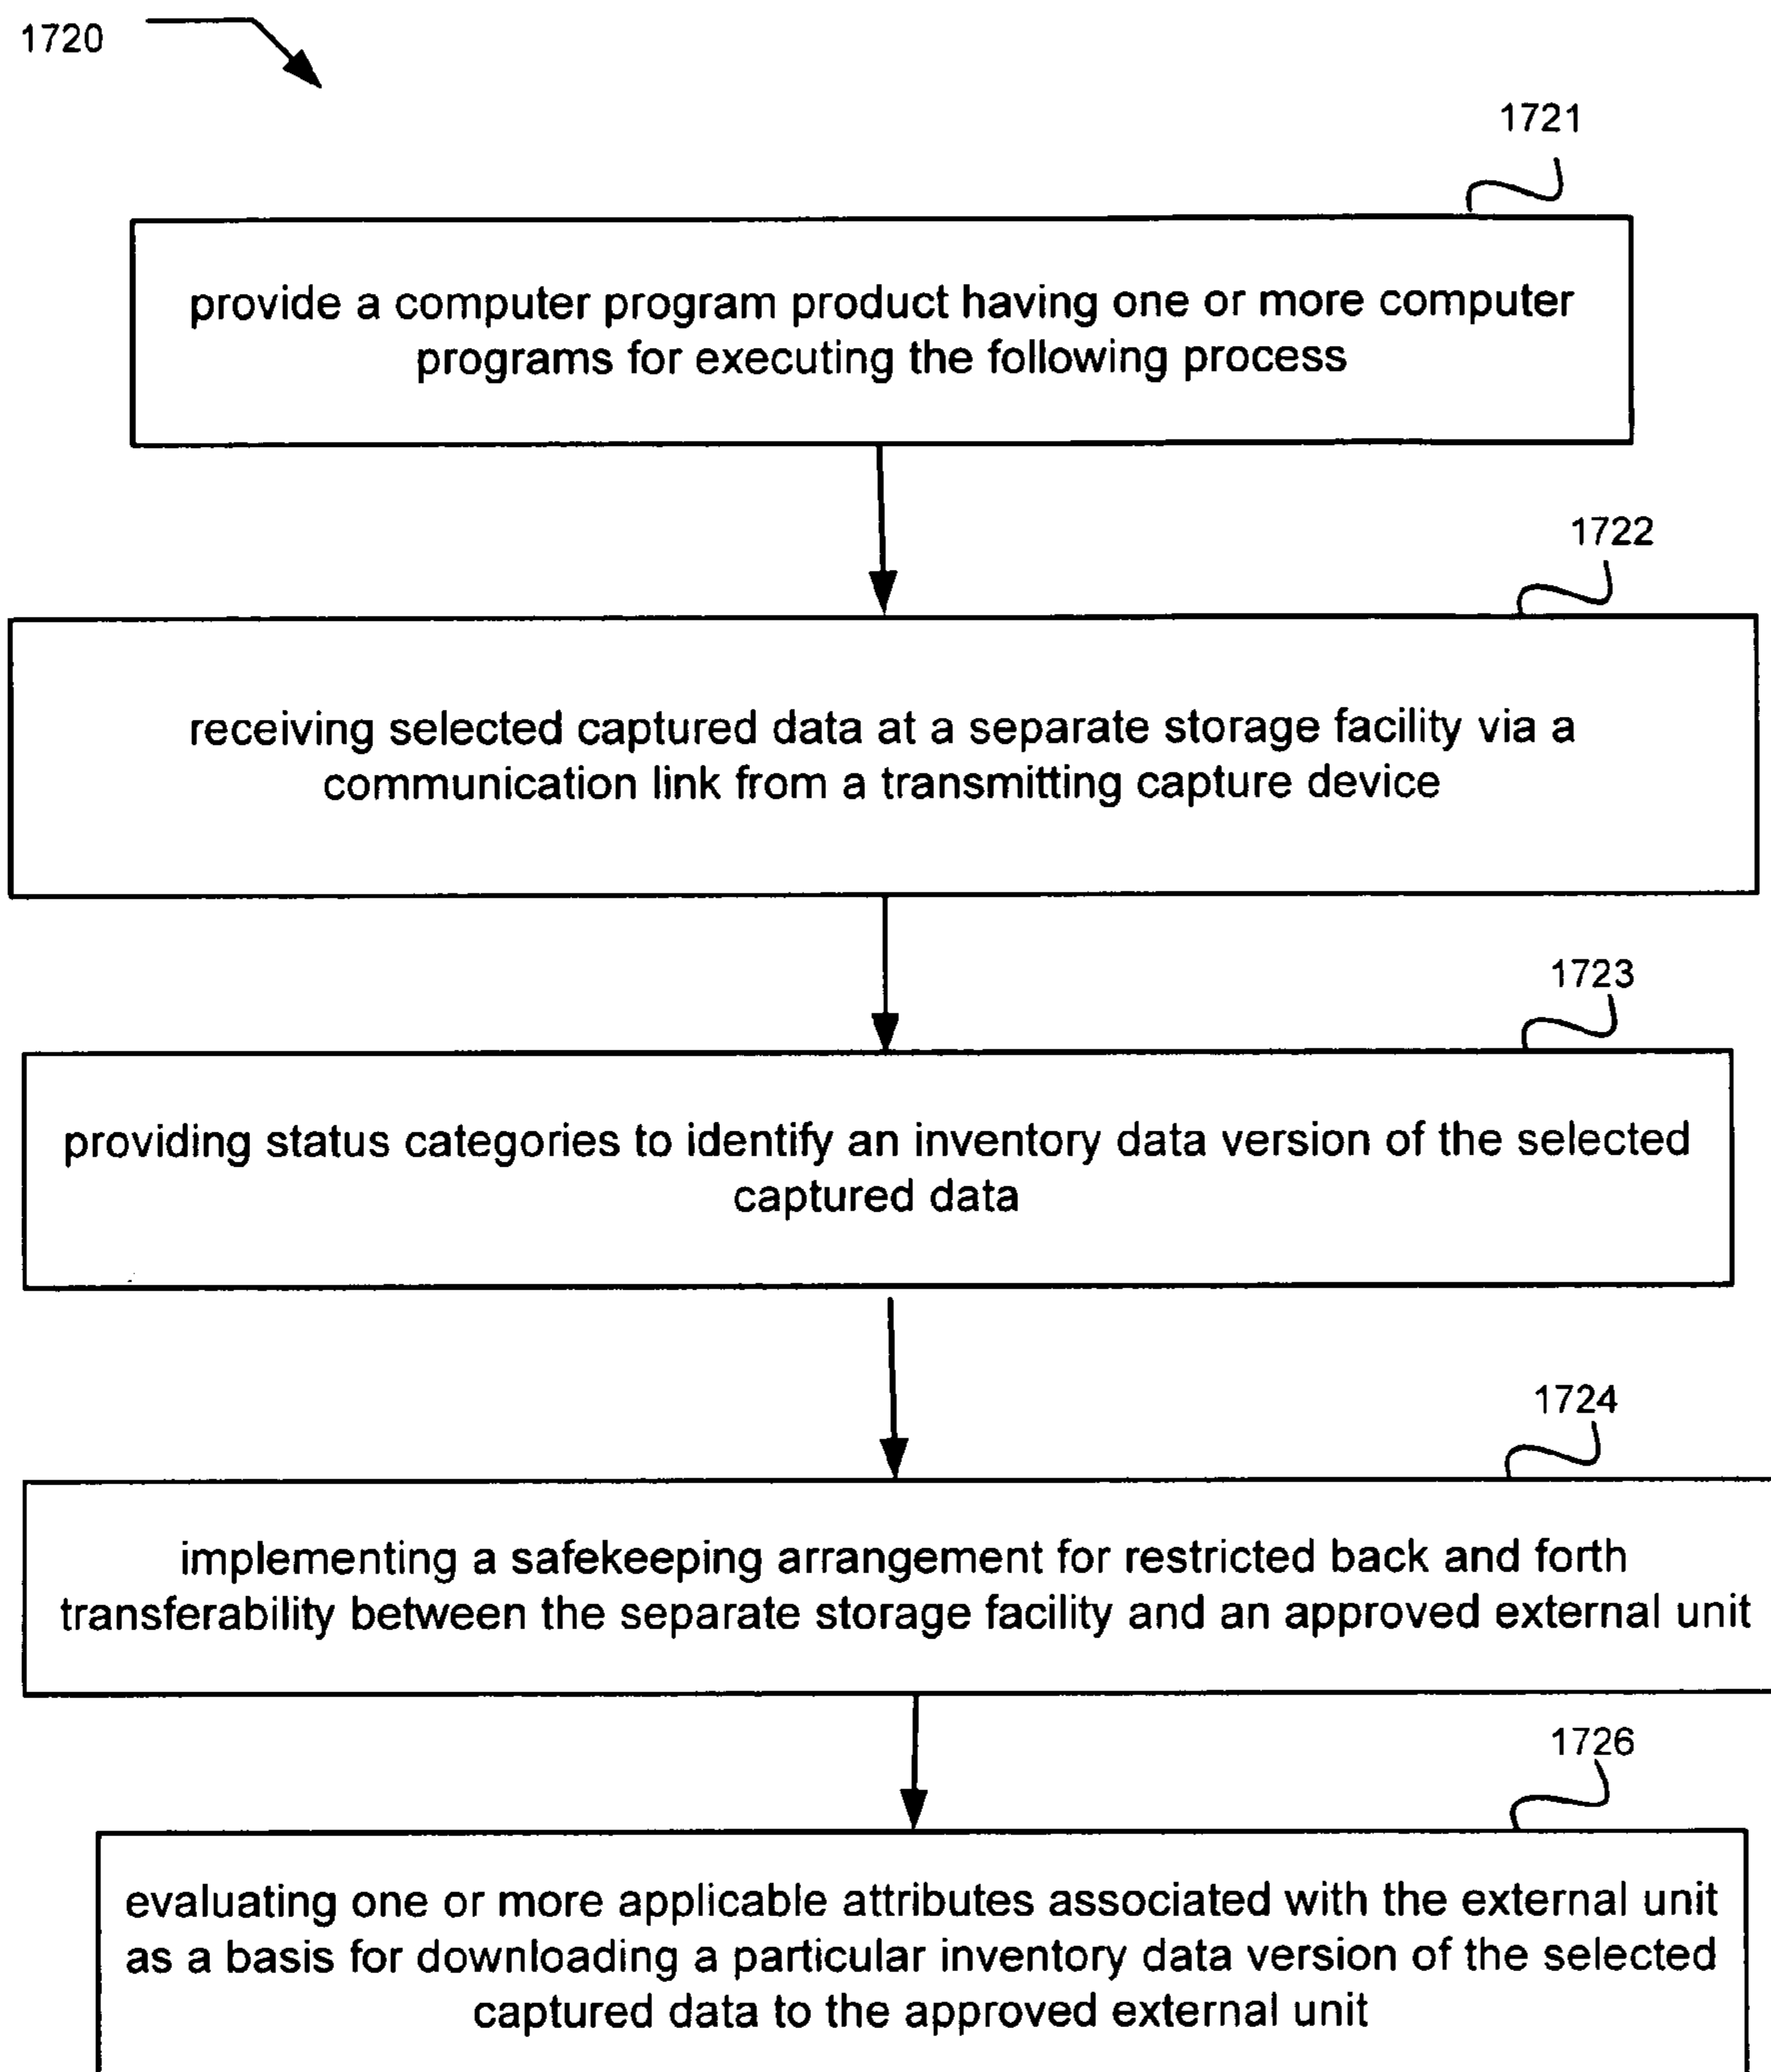 1720
1721
provide a computer program product having one or more computer
programs for executing the following process
1722
receiving selected captured data at a separate storage facility via a
communication link from a transmitting capture device
1723
providing status categories to identify an inventory data version of the selected
captured data
1724
implementing a safekeeping arrangement for restricted back and forth
transferability between the separate storage facility and an approved external unit
1726
evaluating one or more applicable attributes associated with the external unit
as a basis for downloading a particular inventory data version of the selected
captured data to the approved external unit